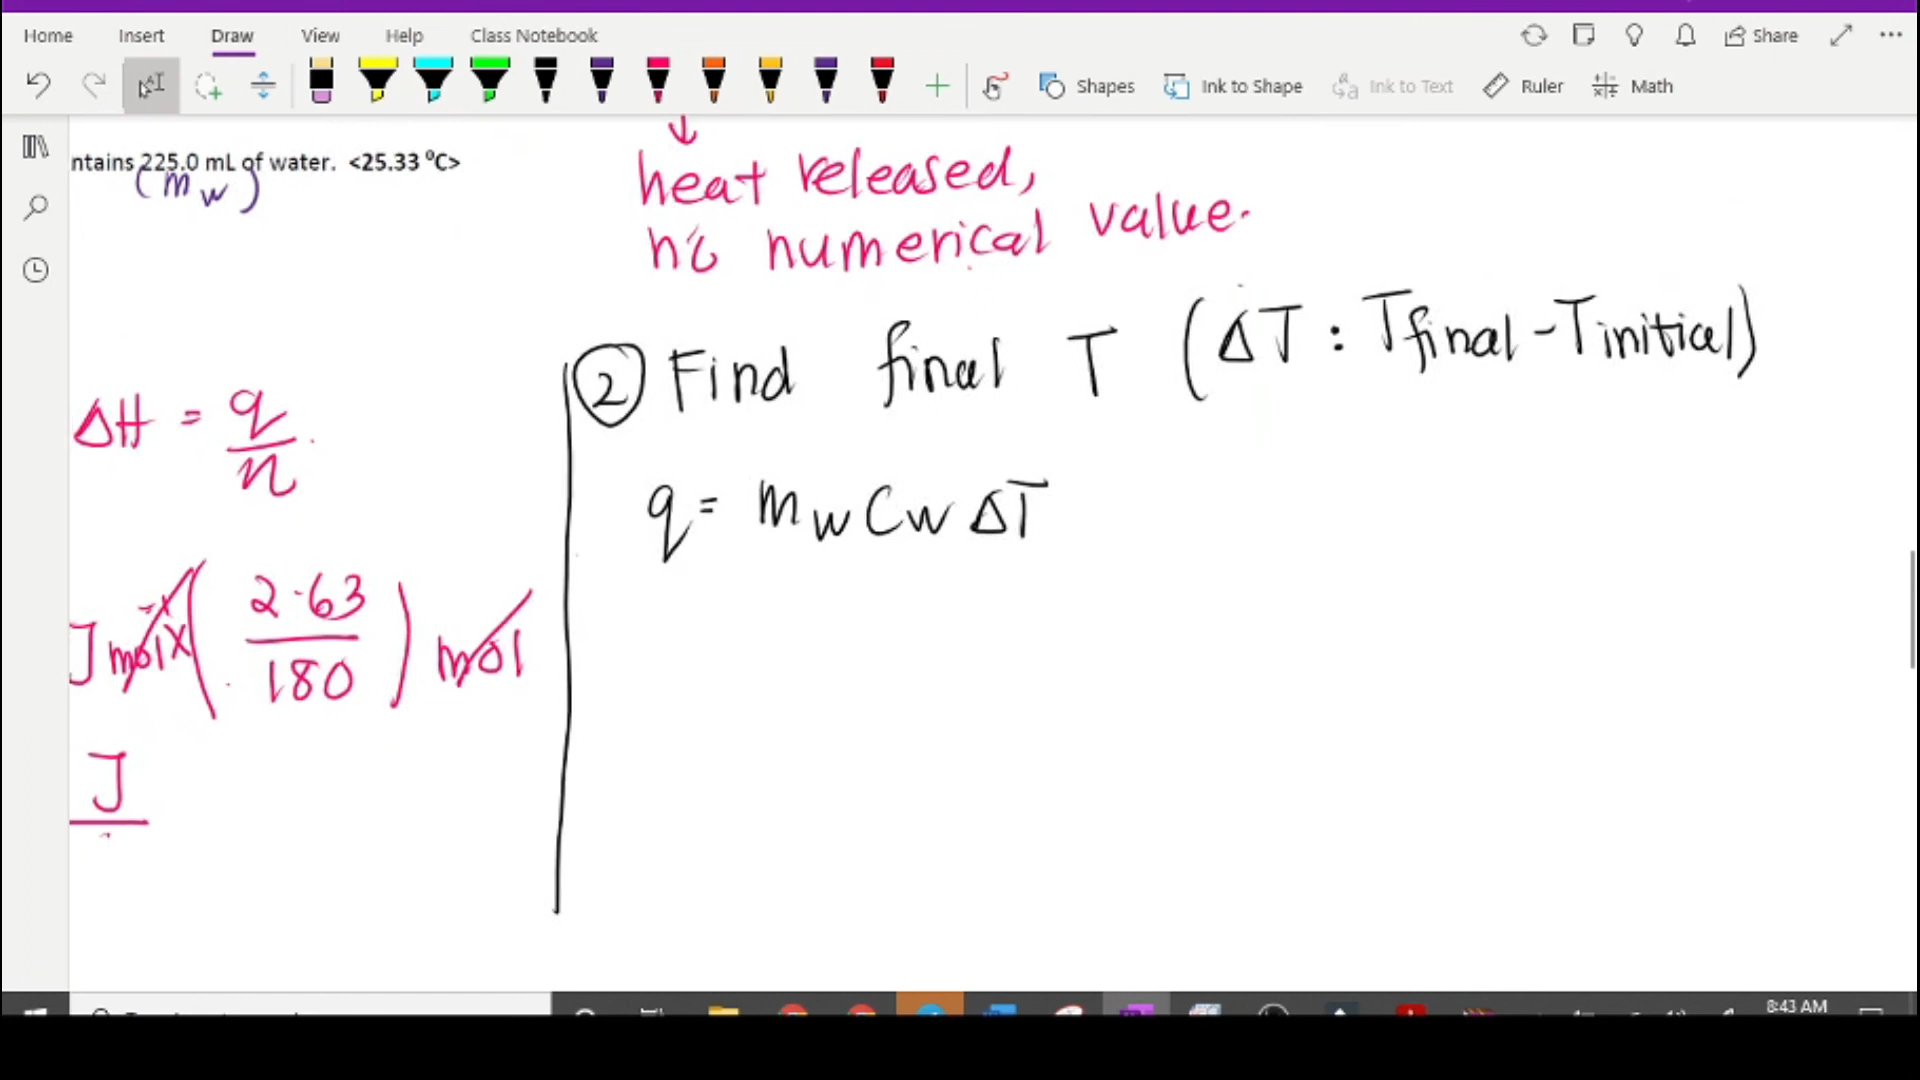 Home Insert Draw View Help Class Notebook Share
Shapes Ink to Shape Ink to Text Ruler Math
ntains 225.0 mL of water. <25.33 ⁰C>
(mw)
heat released,
numerical value.
② Find final T (ΔT : Tfinal - Tinitial)
ΔH = q/n
q = mw Cw ΔT
J mol⁻¹ x (2.63/180) mol
J
8:43 AM